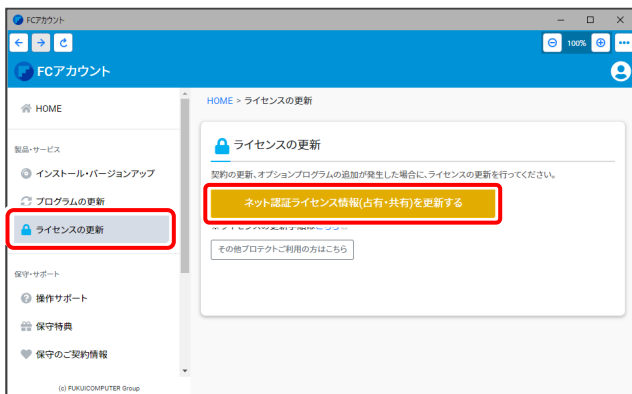 FCアカウント
100%
FCアカウント
HOME
製品・サービス
インストール・バージョンアップ
プログラムの更新
ライセンスの更新
保守・サポート
操作サポート
保守特典
保守のご契約情報
(c) FUKUICOMPUTER Group
HOME > ライセンスの更新
ライセンスの更新
契約の更新、オプションプログラムの追加が発生した場合に、ライセンスの更新を行ってください。
ネット認証ライセンス情報(占有・共有)を更新する
その他プロテクトご利用の方はこちら